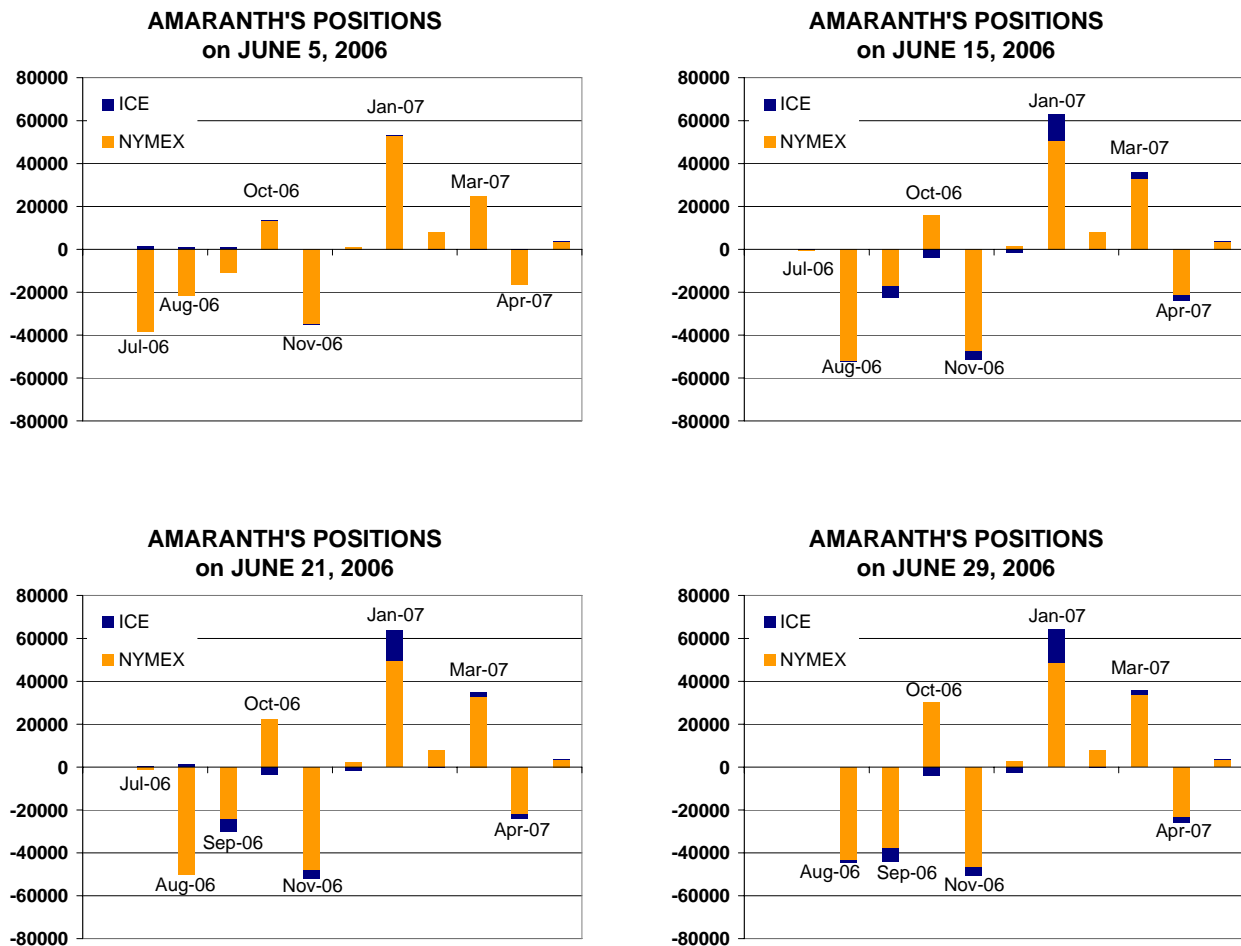 AMARANTH'S POSITIONS
on JUNE 5, 2006
80000
60000
40000
20000
0
-20000
-40000
-60000
-80000
ICE
NYMEX
Jul-06
Aug-06
Oct-06
Nov-06
Jan-07
Mar-07
Apr-07
AMARANTH'S POSITIONS
on JUNE 15, 2006
80000
60000
40000
20000
0
-20000
-40000
-60000
-80000
ICE
NYMEX
Jul-06
Aug-06
Oct-06
Nov-06
Jan-07
Mar-07
Apr-07
AMARANTH'S POSITIONS
on JUNE 21, 2006
80000
60000
40000
20000
0
-20000
-40000
-60000
-80000
ICE
NYMEX
Jul-06
Aug-06
Sep-06
Oct-06
Nov-06
Jan-07
Mar-07
Apr-07
AMARANTH'S POSITIONS
on JUNE 29, 2006
80000
60000
40000
20000
0
-20000
-40000
-60000
-80000
ICE
NYMEX
Aug-06
Sep-06
Oct-06
Nov-06
Jan-07
Mar-07
Apr-07